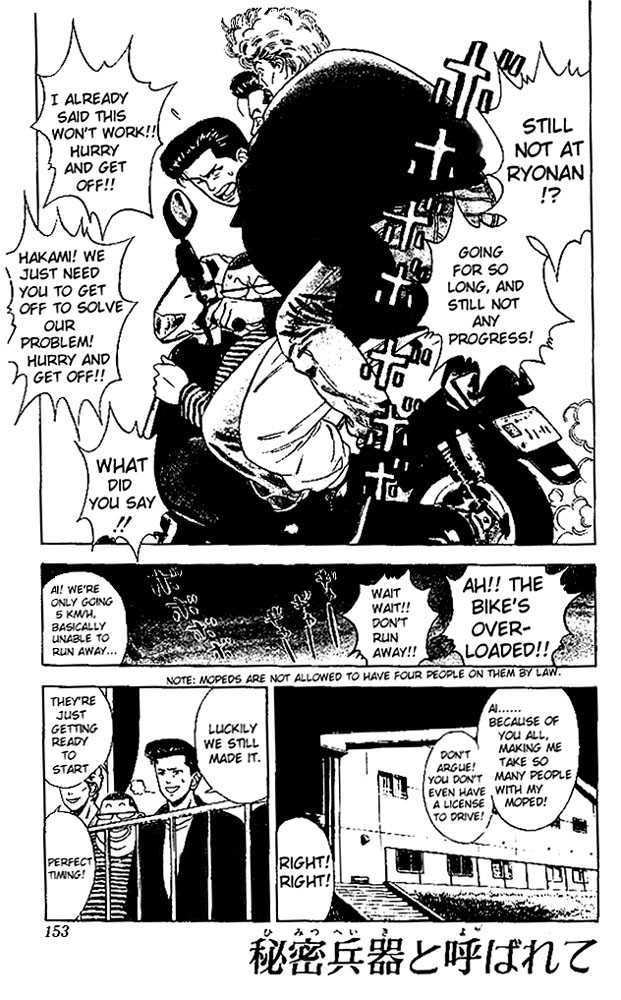 STILL
NOT AT
RYONAN
!?
GOING
FOR SO
LONG, AND
STILL NOT
ANY
PROGRESS!
I ALREADY
SAID THIS
WON'T WORK!!
HURRY
AND GET
OFF!!
HAKAMI! WE
JUST NEED
YOU TO GET
OFF TO SOLVE
OUR
PROBLEM!
HURRY AND
GET OFF!!
WHAT
DID
YOU SAY
!!
AH!! THE
BIKE'S
OVER-
LOADED!!
WAIT
WAIT!!
DON'T
RUN
AWAY!!
AI! WE'RE
ONLY GOING
5 KM/H,
BASICALLY
UNABLE TO
RUN AWAY...
NOTE: MOPEDS ARE NOT ALLOWED TO HAVE FOUR PEOPLE ON THEM BY LAW.
AI......
BECAUSE OF
YOU ALL,
MAKING ME
TAKE SO
MANY PEOPLE
WITH MY
MOPED!
DON'T
ARGUE!
YOU DON'T
EVEN HAVE
A LICENSE
TO DRIVE!
RIGHT!
RIGHT!
LUCKILY
WE STILL
MADE IT.
THEY'RE
JUST
GETTING
READY
TO
START
PERFECT
TIMING!
153
秘密兵器と呼ばれて